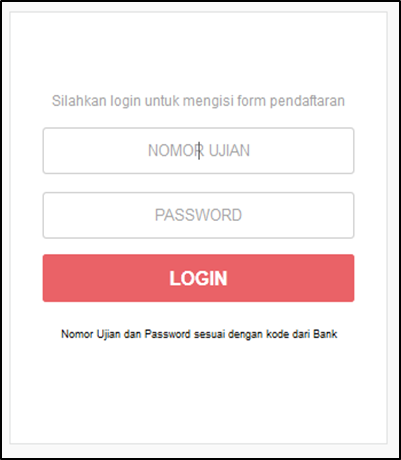 Silahkan login untuk mengisi form pendaftaran
NOMOR UJIAN
PASSWORD
LOGIN
Nomor Ujian dan Password sesuai dengan kode dari Bank